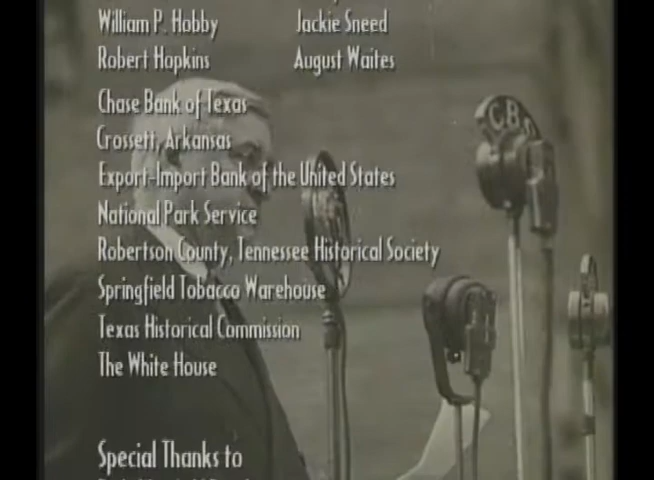 William P. Hobby Jackie Sneed
Robert Hopkins August Waites
Chase Bank of Texas
Crossett, Arkansas
Export-Import Bank of the United States
National Park Service
Robertson County, Tennessee Historical Society
Springfield Tobacco Warehouse
Texas Historical Commission
The White House
Special Thanks to
CBS